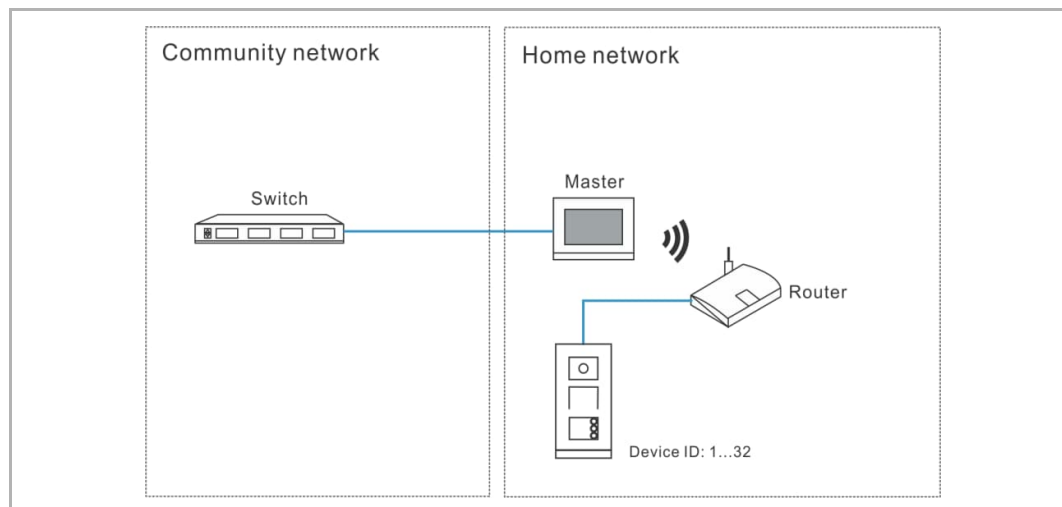 Community network
Home network
Master
Switch
Router
Device ID: 1...32